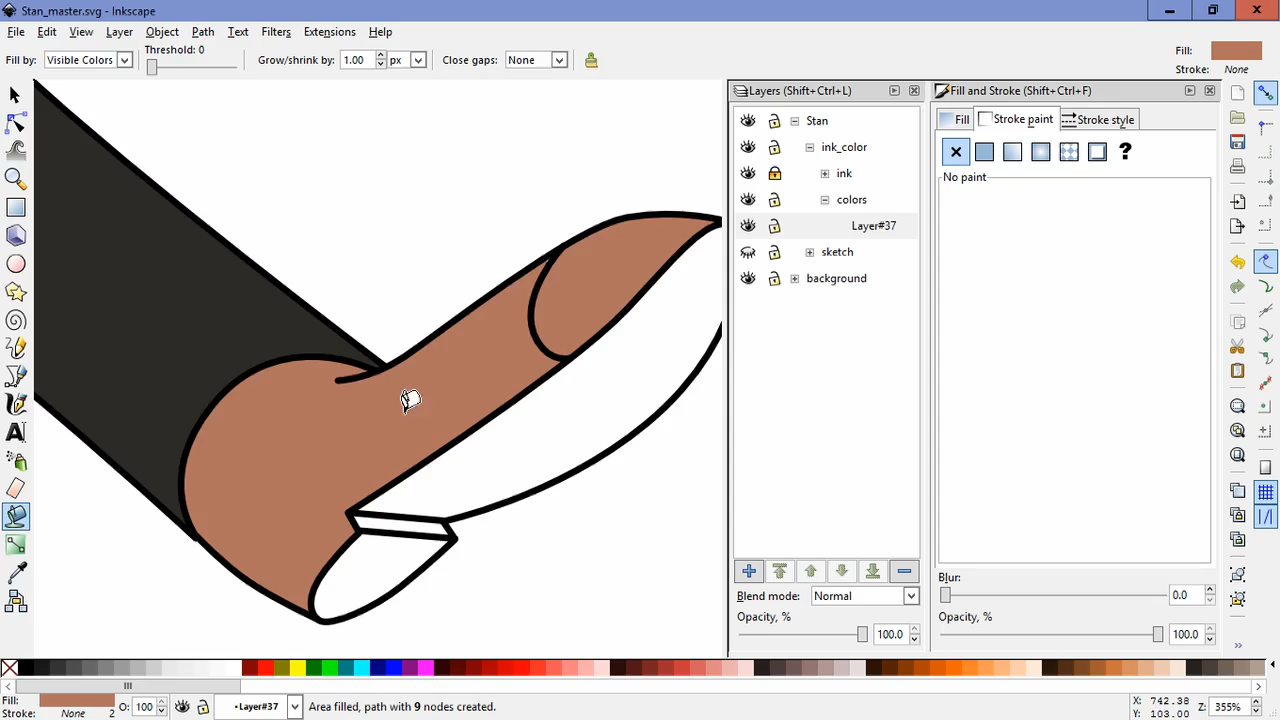 Stan_master.svg - Inkscape
File Edit View Layer Object Path Text Filters Extensions Help
Fill by: Visible Colors Threshold: 0 Grow/shrink by: 1.00 px Close gaps: None
Fill:
Stroke: None
Layers (Shift+Ctrl+L)
Fill and Stroke (Shift+Ctrl+F)
Stan
ink_color
ink
colors
Layer#37
sketch
background
Fill Stroke paint Stroke style
?
No paint
Blend mode: Normal
Opacity, % 100.0
Blur: 0.0
Opacity, % 100.0
Fill:
Stroke: None 2
O: 100
•Layer#37
Area filled, path with 9 nodes created.
X: 742.38
Y: 103.00
Z: 355%